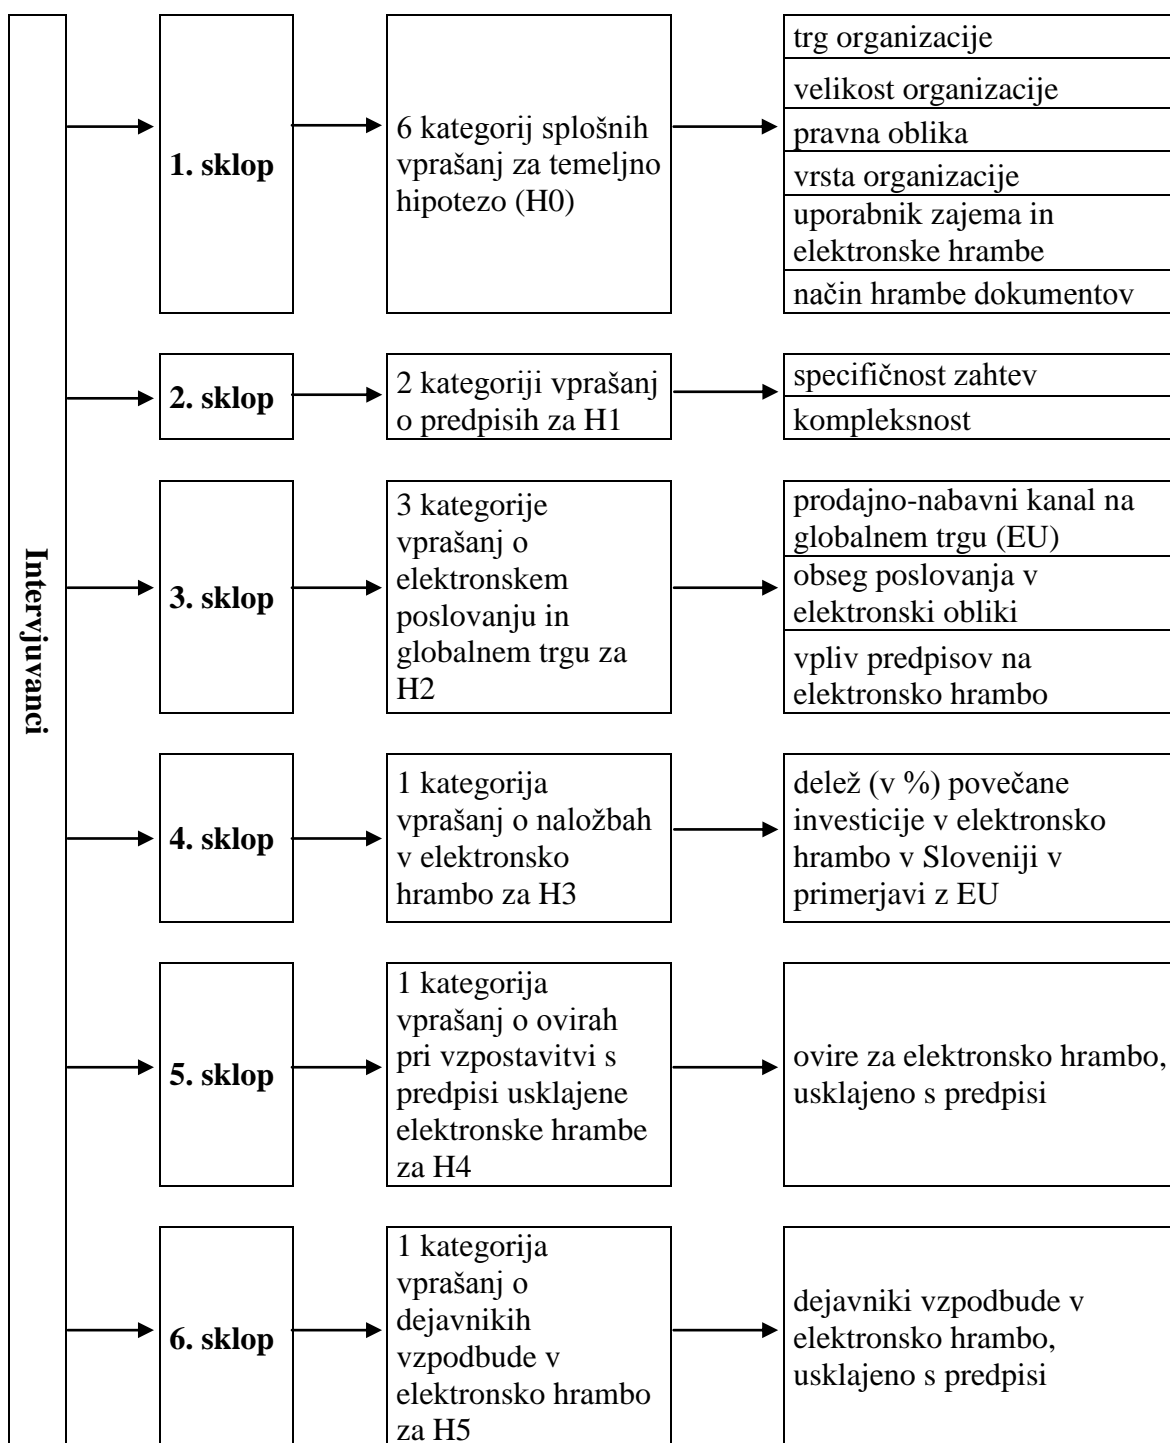 Intervjuvanci
1. sklop
6 kategorij splošnih
vprašanj za temeljno
hipotezo (H0)
trg organizacije
velikost organizacije
pravna oblika
vrsta organizacije
uporabnik zajema in
elektronske hrambe
način hrambe dokumentov
2. sklop
2 kategoriji vprašanj
o predpisih za H1
specifičnost zahtev
kompleksnost
3. sklop
3 kategorije
vprašanj o
elektronskem
poslovanju in
globalnem trgu za
H2
prodajno-nabavni kanal na
globalnem trgu (EU)
obseg poslovanja v
elektronski obliki
vpliv predpisov na
elektronsko hrambo
4. sklop
1 kategorija
vprašanj o naložbah
v elektronsko
hrambo za H3
delež (v %) povečane
investicije v elektronsko
hrambo v Sloveniji v
primerjavi z EU
5. sklop
1 kategorija
vprašanj o ovirah
pri vzpostavitvi s
predpisi usklajene
elektronske hrambe
za H4
ovire za elektronsko hrambo,
usklajeno s predpisi
6. sklop
1 kategorija
vprašanj o
dejavnikih
vzpodbude v
elektronsko hrambo
za H5
dejavniki vzpodbude v
elektronsko hrambo,
usklajeno s predpisi